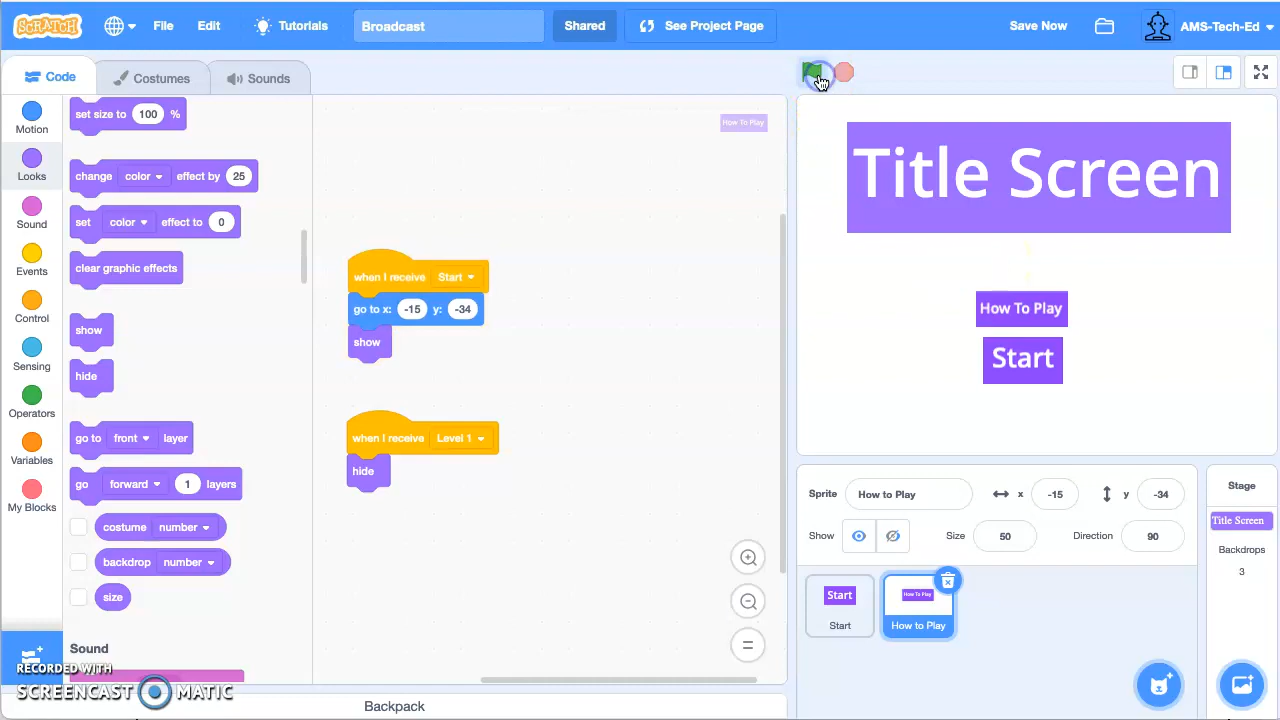 SCRATCH File Edit Tutorials Broadcast Shared See Project Page Save Now AMS-Tech-Ed
Code Costumes Sounds
Motion
Looks
Sound
Events
Control
Sensing
Operators
Variables
My Blocks
set size to 100 %
change color effect by 25
set color effect to 0
clear graphic effects
show
hide
go to front layer
go forward 1 layers
costume number
backdrop number
size
Sound
How To Play
when I receive Start
go to x: -15 y: -34
show
when I receive Level 1
hide
Backpack
Title Screen
How To Play
Start
Sprite How to Play x -15 y -34
Show Size 50 Direction 90
Start
Start
How To Play
How to Play
Stage
Title Screen
Backdrops
3
RECORDED WITH
SCREENCAST MATIC